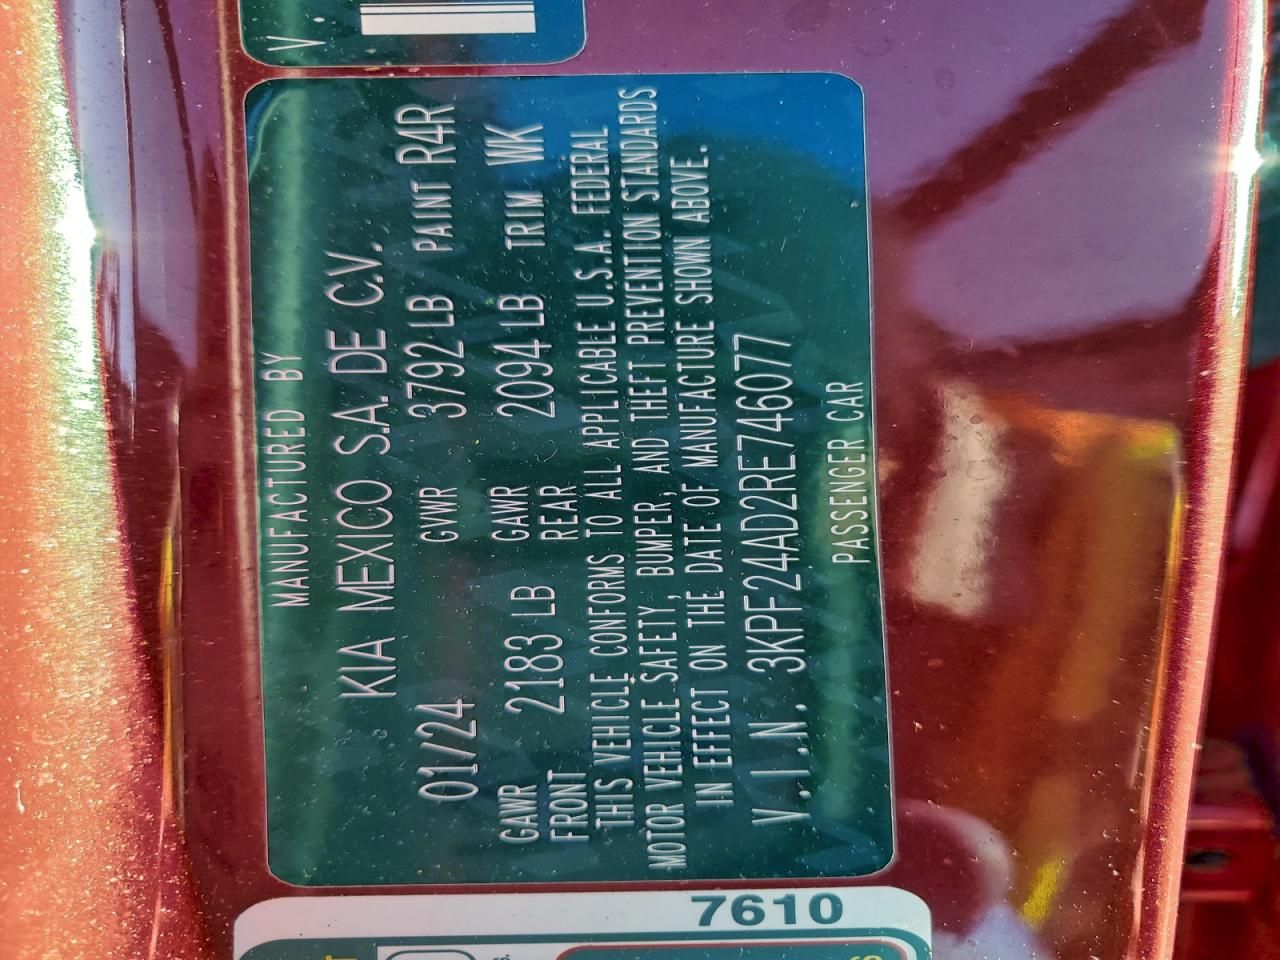 V
MANUFACTURED BY
KIA MEXICO S.A. DE C.V.
01/24 GVWR 3792 LB PAINT R4R
GAWR FRONT 2183 LB GAWR REAR 2094 LB TRIM WK
THIS VEHICLE CONFORMS TO ALL APPLICABLE U.S.A. FEDERAL
MOTOR VEHICLE SAFETY, BUMPER, AND THEFT PREVENTION STANDARDS
IN EFFECT ON THE DATE OF MANUFACTURE SHOWN ABOVE.
V.I.N. 3KPF24AD2RE746077
PASSENGER CAR
7610